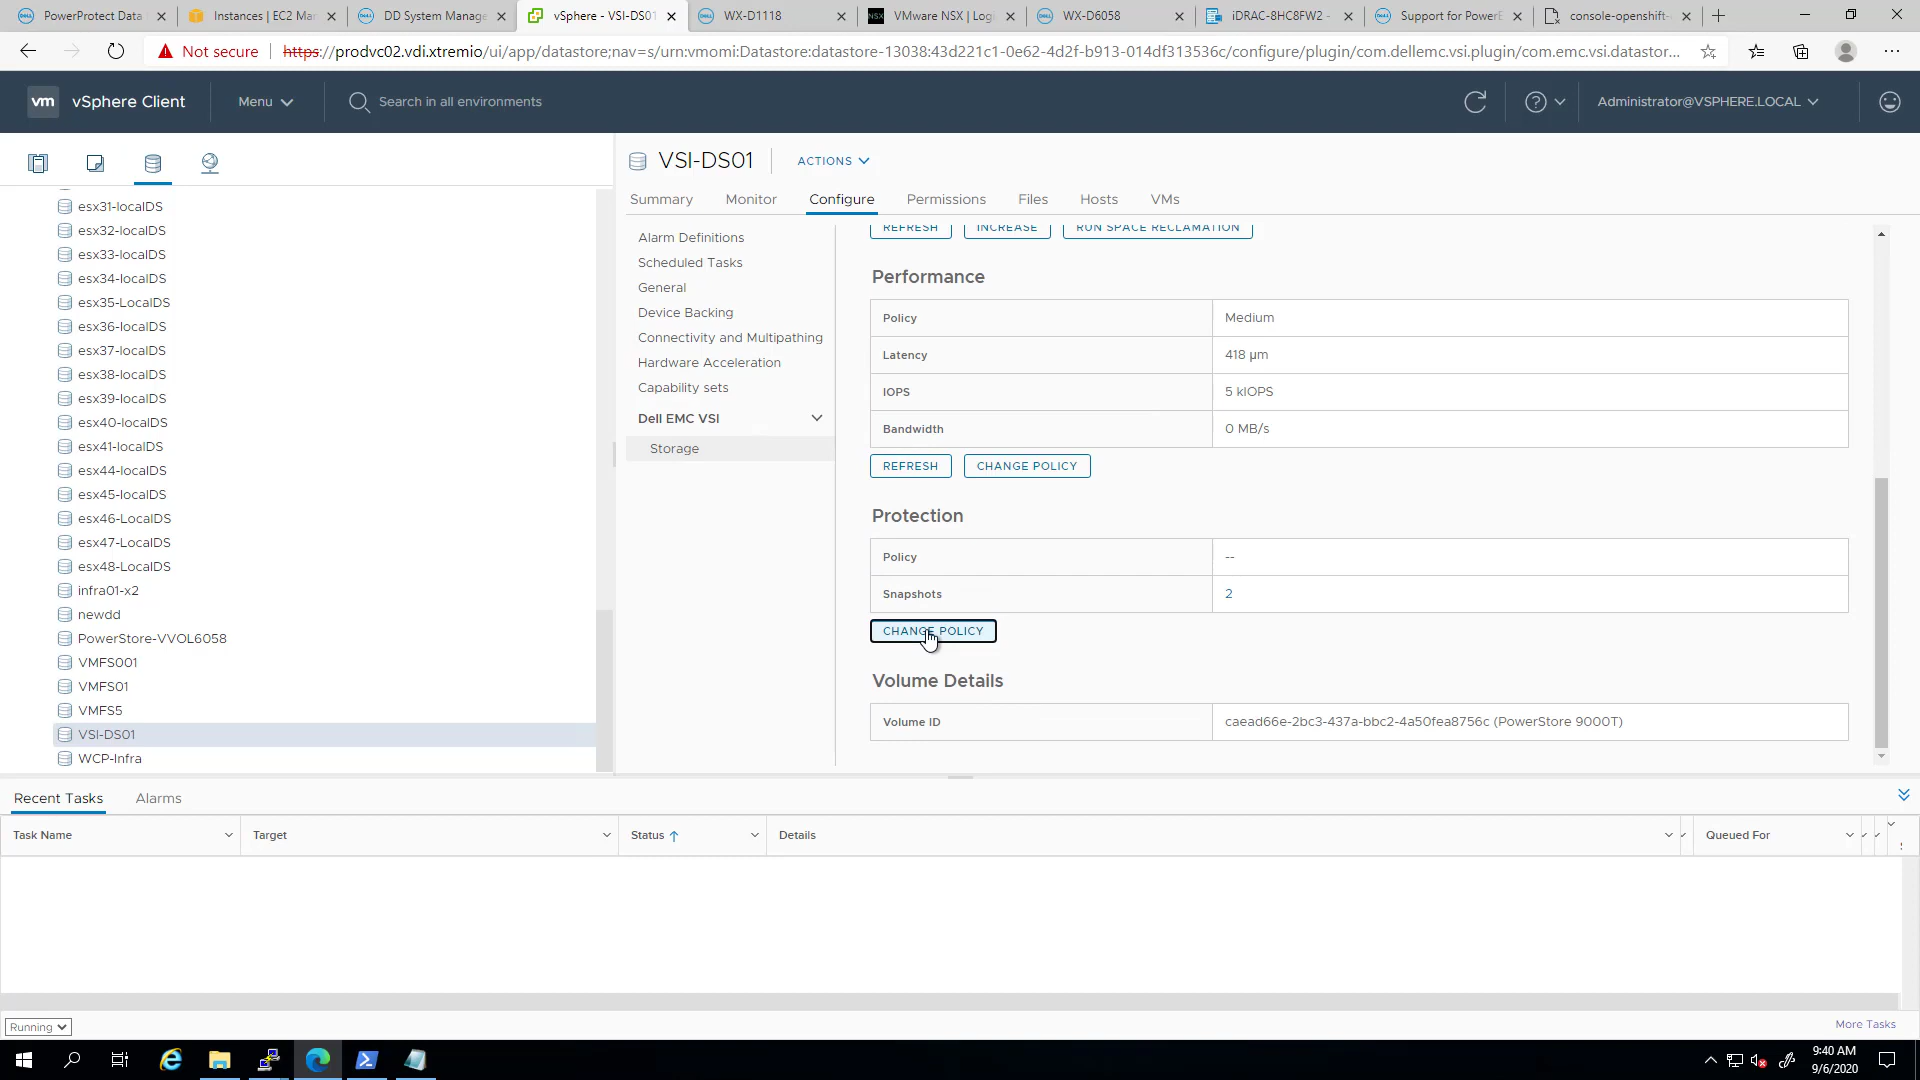 PowerProtect Data
Instances | EC2 Mar
DD System Manage
vSphere - VSI-DS01
WX-D1118
VMware NSX | Logi
WX-D6058
iDRAC-8HC8FW2 -
Support for PowerE
console-openshift-
Not secure
https://prodvc02.vdi.xtremio/ui/app/datastore;nav=s/urn:vmomi:Datastore:datastore-13038:43d221c1-0e62-4d2f-b913-014df313536c/configure/plugin/com.dellemc.vsi.plugin/com.emc.vsi.datastor...
vm vSphere Client
Menu
Search in all environments
Administrator@VSPHERE.LOCAL
esx31-localDS
esx32-localDS
esx33-localDS
esx34-localDS
esx35-LocalDS
esx36-localDS
esx37-localDS
esx38-localDS
esx39-localDS
esx40-localDS
esx41-localDS
esx44-localDS
esx45-localDS
esx46-LocalDS
esx47-LocalDS
esx48-LocalDS
infra01-x2
newdd
PowerStore-VVOL6058
VMFS001
VMFS01
VMFS5
VSI-DS01
WCP-Infra
VSI-DS01
ACTIONS
Summary
Monitor
Configure
Permissions
Files
Hosts
VMs
Alarm Definitions
Scheduled Tasks
General
Device Backing
Connectivity and Multipathing
Hardware Acceleration
Capability sets
Dell EMC VSI
Storage
REFRESH
INCREASE
RUN SPACE RECLAMATION
Performance
Policy Medium
Latency 418 µm
IOPS 5 kIOPS
Bandwidth 0 MB/s
REFRESH
CHANGE POLICY
Protection
Policy --
Snapshots 2
CHANGE POLICY
Volume Details
Volume ID caead66e-2bc3-437a-bbc2-4a50fea8756c (PowerStore 9000T)
Recent Tasks
Alarms
Task Name
Target
Status
Details
Queued For
Running
More Tasks
9:40 AM
9/6/2020